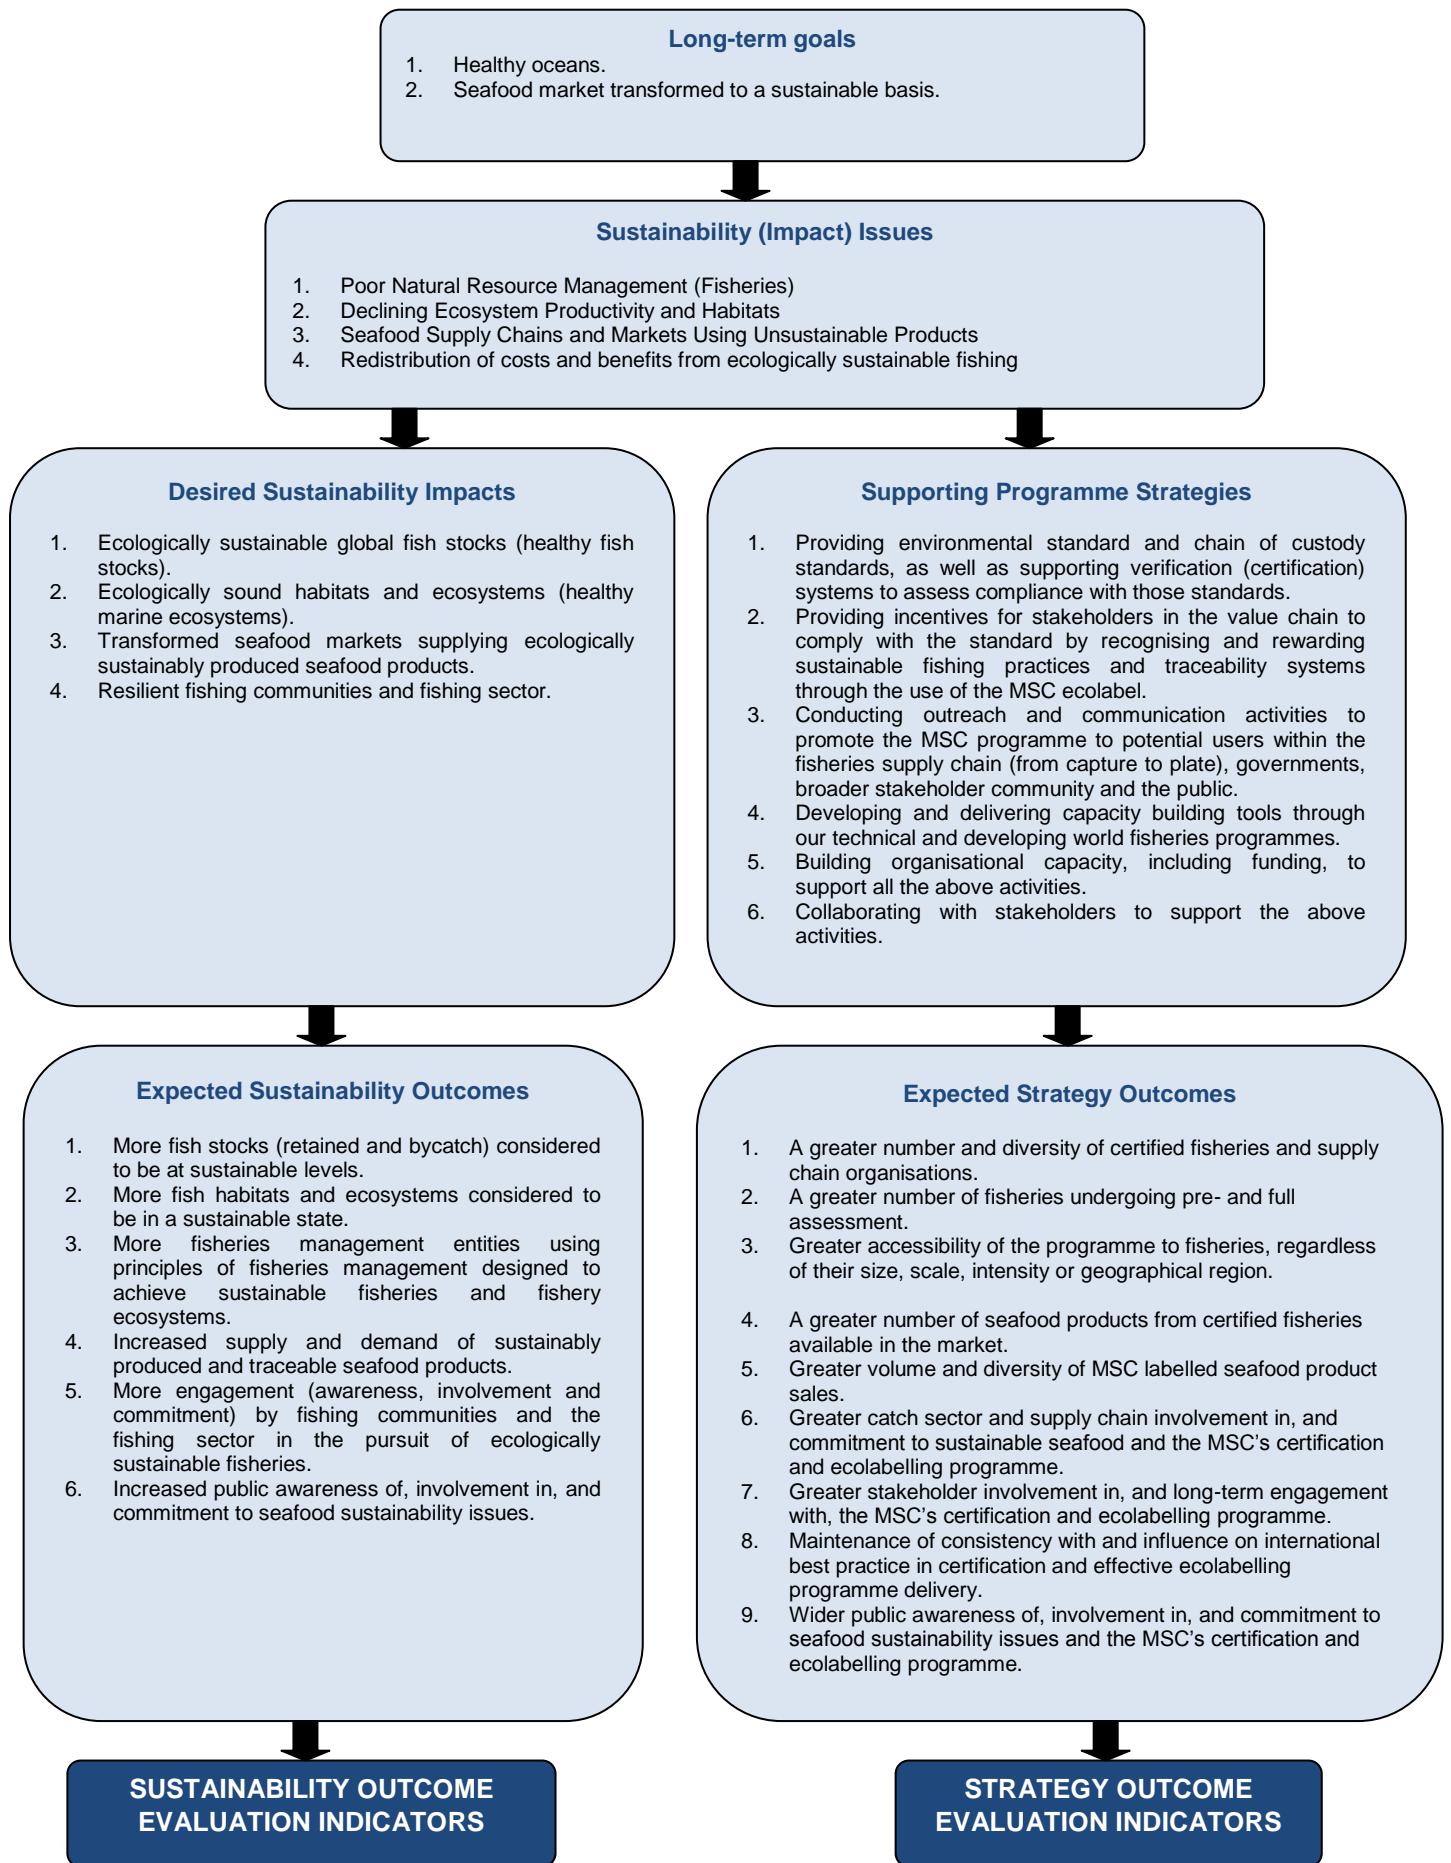 Long-term goals
1. Healthy oceans.
2. Seafood market transformed to a sustainable basis.
Sustainability (Impact) Issues
1. Poor Natural Resource Management (Fisheries)
2. Declining Ecosystem Productivity and Habitats
3. Seafood Supply Chains and Markets Using Unsustainable Products
4. Redistribution of costs and benefits from ecologically sustainable fishing
Desired Sustainability Impacts
1. Ecologically sustainable global fish stocks (healthy fish
stocks).
2. Ecologically sound habitats and ecosystems (healthy
marine ecosystems).
3. Transformed seafood markets supplying ecologically
sustainably produced seafood products.
4. Resilient fishing communities and fishing sector.
Supporting Programme Strategies
1. Providing environmental standard and chain of custody
standards, as well as supporting verification (certification)
systems to assess compliance with those standards.
2. Providing incentives for stakeholders in the value chain to
comply with the standard by recognising and rewarding
sustainable fishing practices and traceability systems
through the use of the MSC ecolabel.
3. Conducting outreach and communication activities to
promote the MSC programme to potential users within the
fisheries supply chain (from capture to plate), governments,
broader stakeholder community and the public.
4. Developing and delivering capacity building tools through
our technical and developing world fisheries programmes.
5. Building organisational capacity, including funding, to
support all the above activities.
6. Collaborating with stakeholders to support the above
activities.
Expected Sustainability Outcomes
1. More fish stocks (retained and bycatch) considered
to be at sustainable levels.
2. More fish habitats and ecosystems considered to
be in a sustainable state.
3. More fisheries management entities using
principles of fisheries management designed to
achieve sustainable fisheries and fishery
ecosystems.
4. Increased supply and demand of sustainably
produced and traceable seafood products.
5. More engagement (awareness, involvement and
commitment) by fishing communities and the
fishing sector in the pursuit of ecologically
sustainable fisheries.
6. Increased public awareness of, involvement in, and
commitment to seafood sustainability issues.
Expected Strategy Outcomes
1. A greater number and diversity of certified fisheries and supply
chain organisations.
2. A greater number of fisheries undergoing pre- and full
assessment.
3. Greater accessibility of the programme to fisheries, regardless
of their size, scale, intensity or geographical region.
4. A greater number of seafood products from certified fisheries
available in the market.
5. Greater volume and diversity of MSC labelled seafood product
sales.
6. Greater catch sector and supply chain involvement in, and
commitment to sustainable seafood and the MSC’s certification
and ecolabelling programme.
7. Greater stakeholder involvement in, and long-term engagement
with, the MSC’s certification and ecolabelling programme.
8. Maintenance of consistency with and influence on international
best practice in certification and effective ecolabelling
programme delivery.
9. Wider public awareness of, involvement in, and commitment to
seafood sustainability issues and the MSC’s certification and
ecolabelling programme.
SUSTAINABILITY OUTCOME
EVALUATION INDICATORS
STRATEGY OUTCOME
EVALUATION INDICATORS